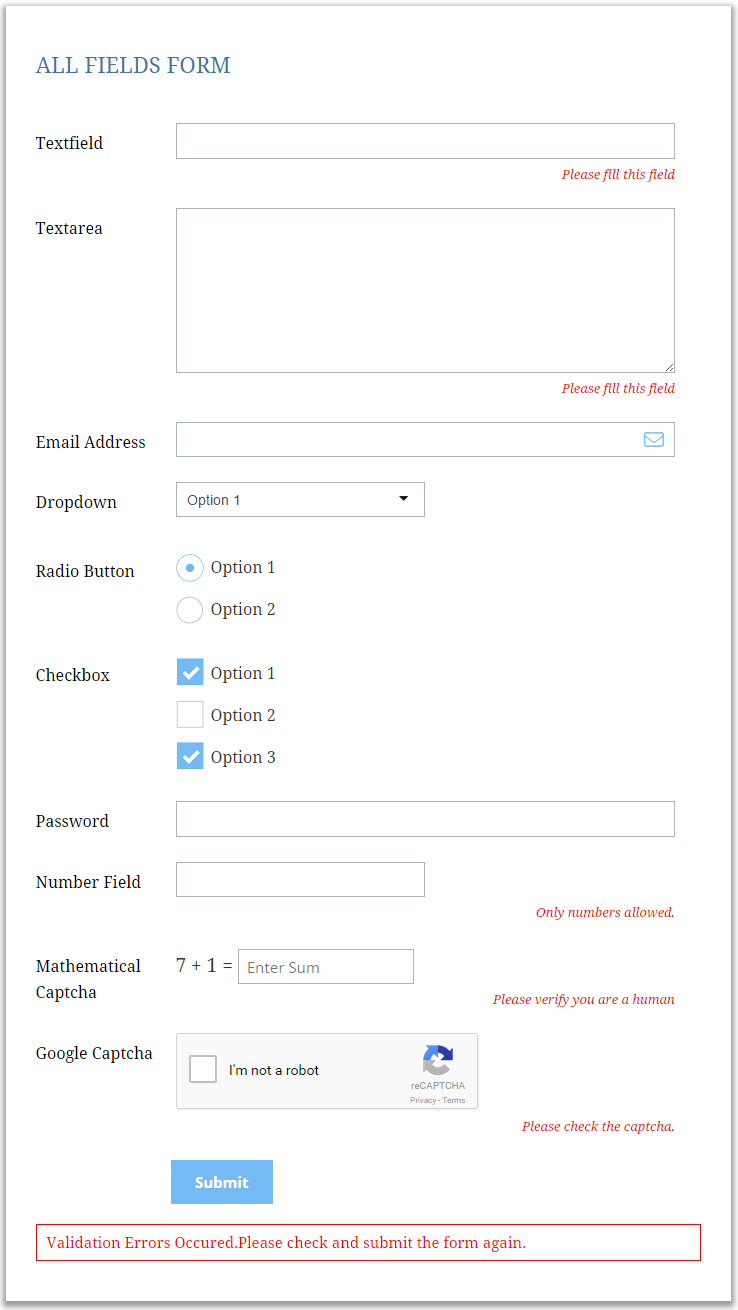 ALL FIELDS FORM
Textfield
Please fill this field
Textarea
Please fill this field
Email Address
Dropdown
Option 1
Radio Button
Option 1
Option 2
Checkbox
Option 1
Option 2
Option 3
Password
Number Field
Only numbers allowed.
Mathematical
Captcha
7 + 1 =
Enter Sum
Please verify you are a human
Google Captcha
I'm not a robot
reCAPTCHA
Privacy - Terms
Please check the captcha.
Submit
Validation Errors Occured.Please check and submit the form again.